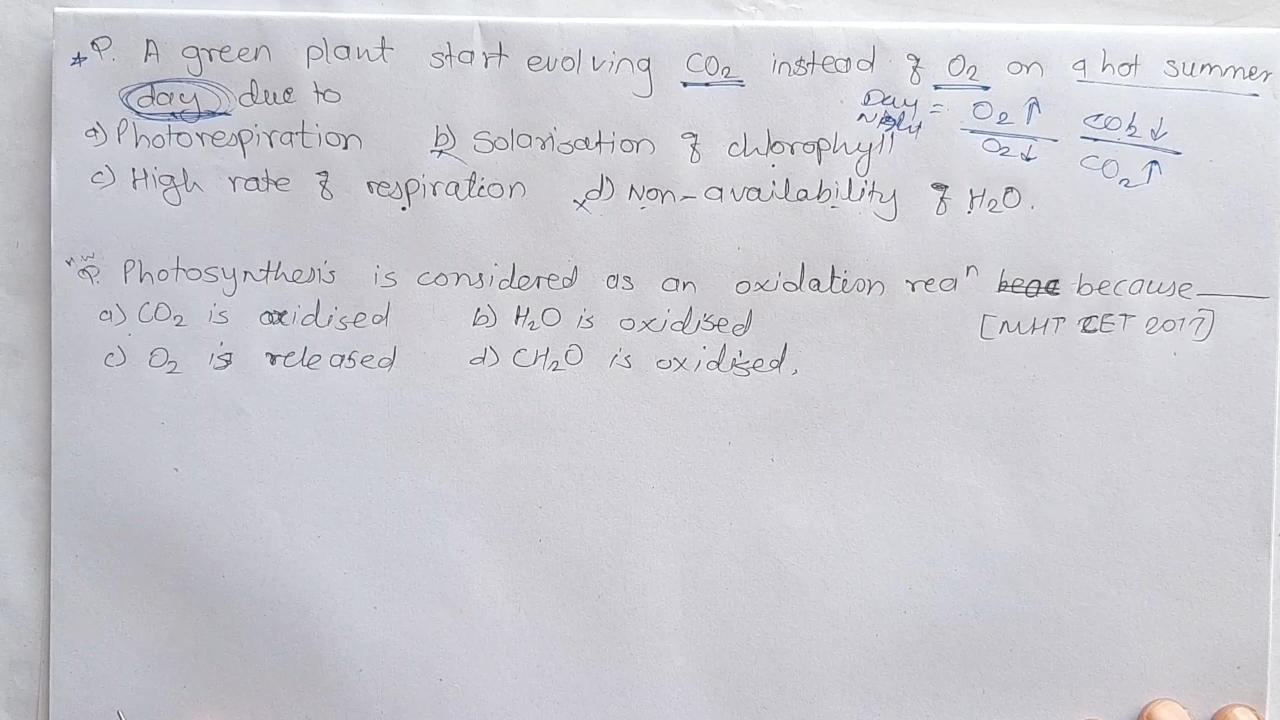 *Q. A green plant start evolving CO2 instead of O2 on a hot summer
day due to
Day = O2↑ CO2↓
Night O2↓ CO2↑
a) Photorespiration b) Solarisation of chlorophyll
c) High rate of respiration d) Non-availability of H2O.
Q. Photosynthesis is considered as an oxidation reaⁿ because____
a) CO2 is oxidised b) H2O is oxidised [MHT CET 2017]
c) O2 is released d) CH2O is oxidised.